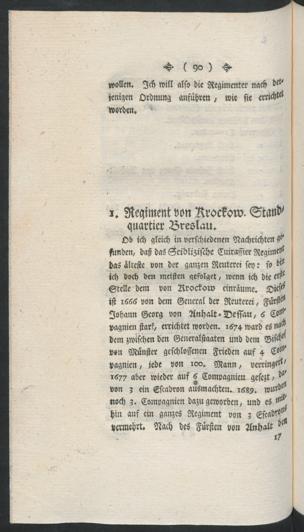 ( 90 )
wollen. Ich will also die Regimenter nach der-
jenigen Ordnung anführen, wie sie errichtet
worden.
1. Regiment von Krockow. Stand-
quartier Breslau.
Ob ich gleich in verschiedenen Nachrichten ge-
funden, daß das Seidlizische Cuirassier Regiment
das älteste von der ganzen Reuterei sey: so bin
ich doch den meisten gefolget, wenn ich die erste
Stelle dem von Krockow einräume. Dieses
ist 1666 von dem General der Reuterei, Fürsten
Johann Georg von Anhalt-Dessau, 6 Com-
pagnien stark, errichtet worden. 1674 ward es nach
dem zwischen den Generalstaaten und dem Bischof
von Münster geschlossenen Frieden auf 4 Com-
pagnien, jede von 100. Mann, verringert,
1677 aber wieder auf 6 Compagnien gesezt, da-
von 2 ein Escadron ausmachten. 1689. wurden
noch 3. Compagnien dazu geworben, und es mit-
hin auf ein ganzes Regiment von 3 Escadrons
vermehrt. Nach des Fürsten von Anhalt den
17